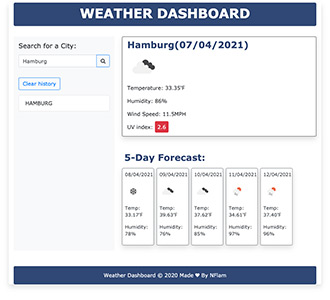 WEATHER DASHBOARD
Search for a City:
Hamburg
Clear history
HAMBURG
Hamburg(07/04/2021)
Temperature: 33.35°F
Humidity: 86%
Wind Speed: 11.5MPH
UV index: 2.6
5-Day Forecast:
08/04/2021
Temp:
33.17°F
Humidity:
78%
09/04/2021
Temp:
39.63°F
Humidity:
76%
10/04/2021
Temp:
37.62°F
Humidity:
85%
11/04/2021
Temp:
34.61°F
Humidity:
97%
12/04/2021
Temp:
37.40°F
Humidity:
96%
Weather Dashboard © 2020 Made ❤ By NFlam